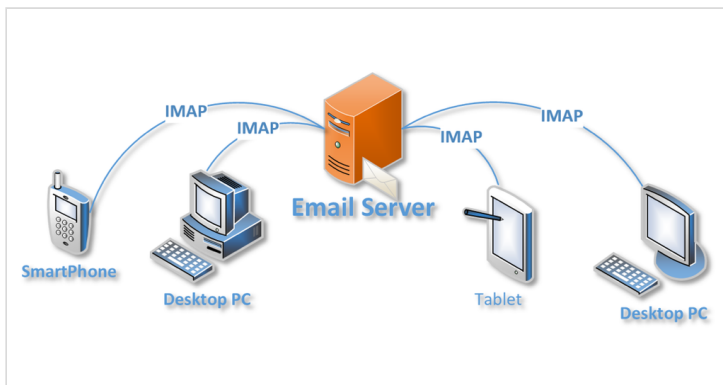 IMAP
IMAP
IMAP
IMAP
Email Server
SmartPhone
Desktop PC
Tablet
Desktop PC